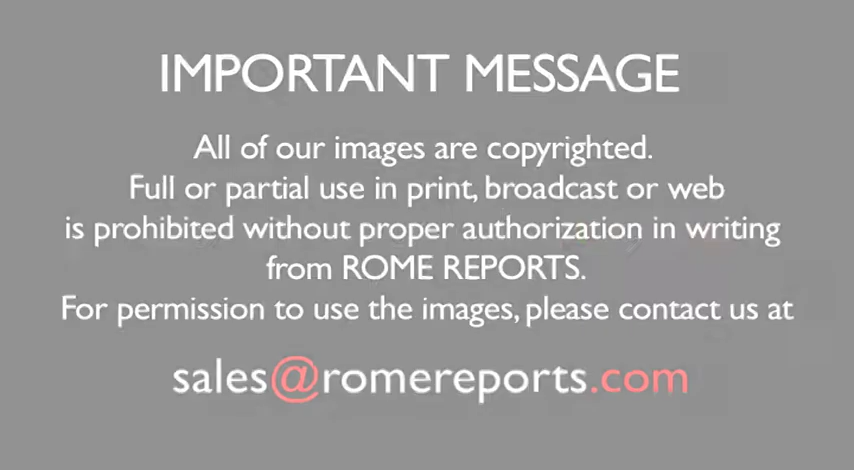 IMPORTANT MESSAGE
All of our images are copyrighted.
Full or partial use in print, broadcast or web
is prohibited without proper authorization in writing
from ROME REPORTS.
For permission to use the images, please contact us at
sales@romereports.com